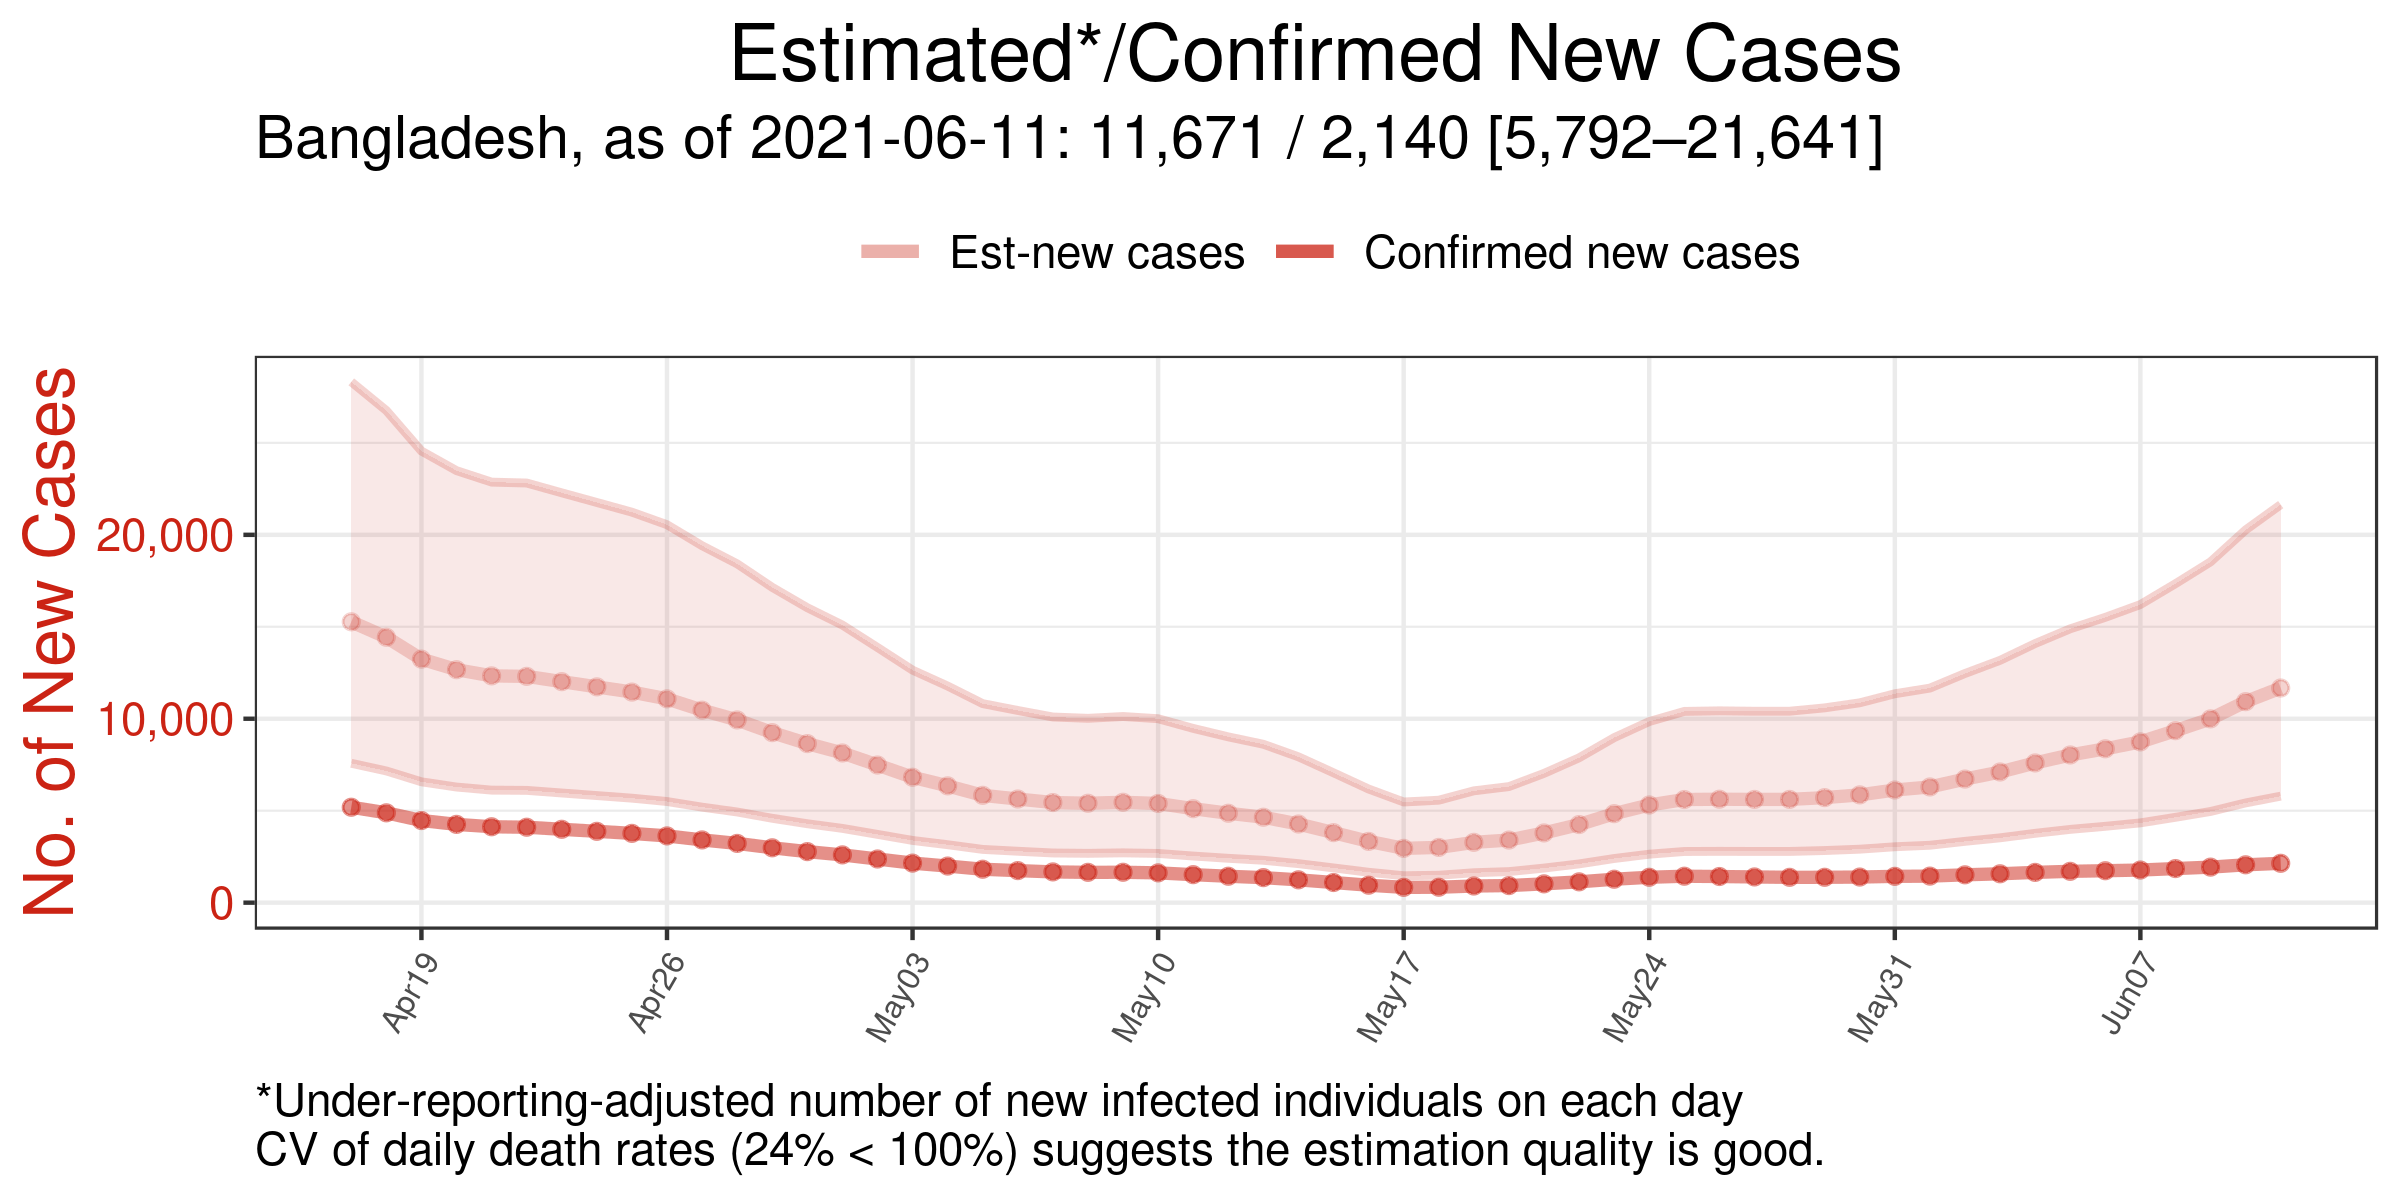 Estimated*/Confirmed New Cases
Bangladesh, as of 2021-06-11: 11,671 / 2,140 [5,792–21,641]
Est-new cases
Confirmed new cases
No. of New Cases
20,000
10,000
0
Apr19
Apr26
May03
May10
May17
May24
May31
Jun07
*Under-reporting-adjusted number of new infected individuals on each day
CV of daily death rates (24% < 100%) suggests the estimation quality is good.